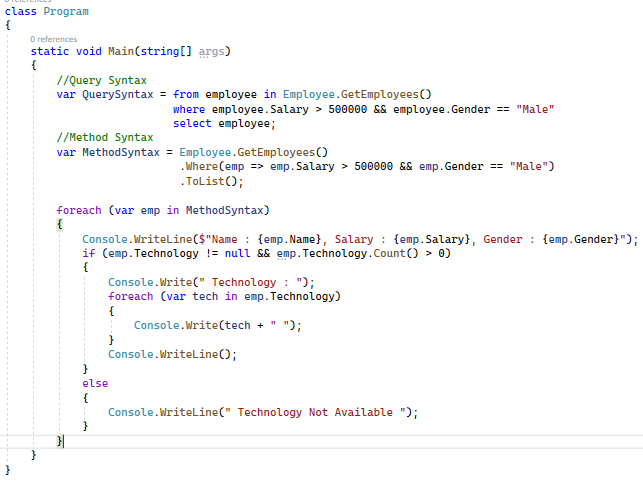 class Program
{
0 references
static void Main(string[] args)
{
//Query Syntax
var QuerySyntax = from employee in Employee.GetEmployees()
where employee.Salary > 500000 && employee.Gender == "Male"
select employee;
//Method Syntax
var MethodSyntax = Employee.GetEmployees()
.Where(emp => emp.Salary > 500000 && emp.Gender == "Male")
.ToList();
foreach (var emp in MethodSyntax)
{
Console.WriteLine($"Name : {emp.Name}, Salary : {emp.Salary}, Gender : {emp.Gender}");
if (emp.Technology != null && emp.Technology.Count() > 0)
{
Console.Write(" Technology : ");
foreach (var tech in emp.Technology)
{
Console.Write(tech + " ");
}
Console.WriteLine();
}
else
{
Console.WriteLine(" Technology Not Available ");
}
}
}
}